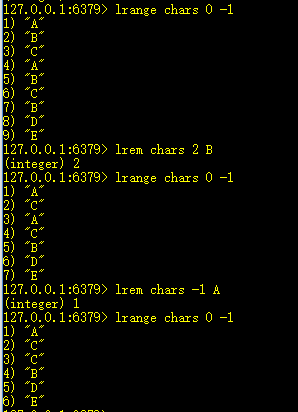 127.0.0.1:6379> lrange chars 0 -1
1) "A"
2) "B"
3) "C"
4) "A"
5) "B"
6) "C"
7) "B"
8) "D"
9) "E"
127.0.0.1:6379> lrem chars 2 B
(integer) 2
127.0.0.1:6379> lrange chars 0 -1
1) "A"
2) "C"
3) "A"
4) "C"
5) "B"
6) "D"
7) "E"
127.0.0.1:6379> lrem chars -1 A
(integer) 1
127.0.0.1:6379> lrange chars 0 -1
1) "A"
2) "C"
3) "C"
4) "B"
5) "D"
6) "E"